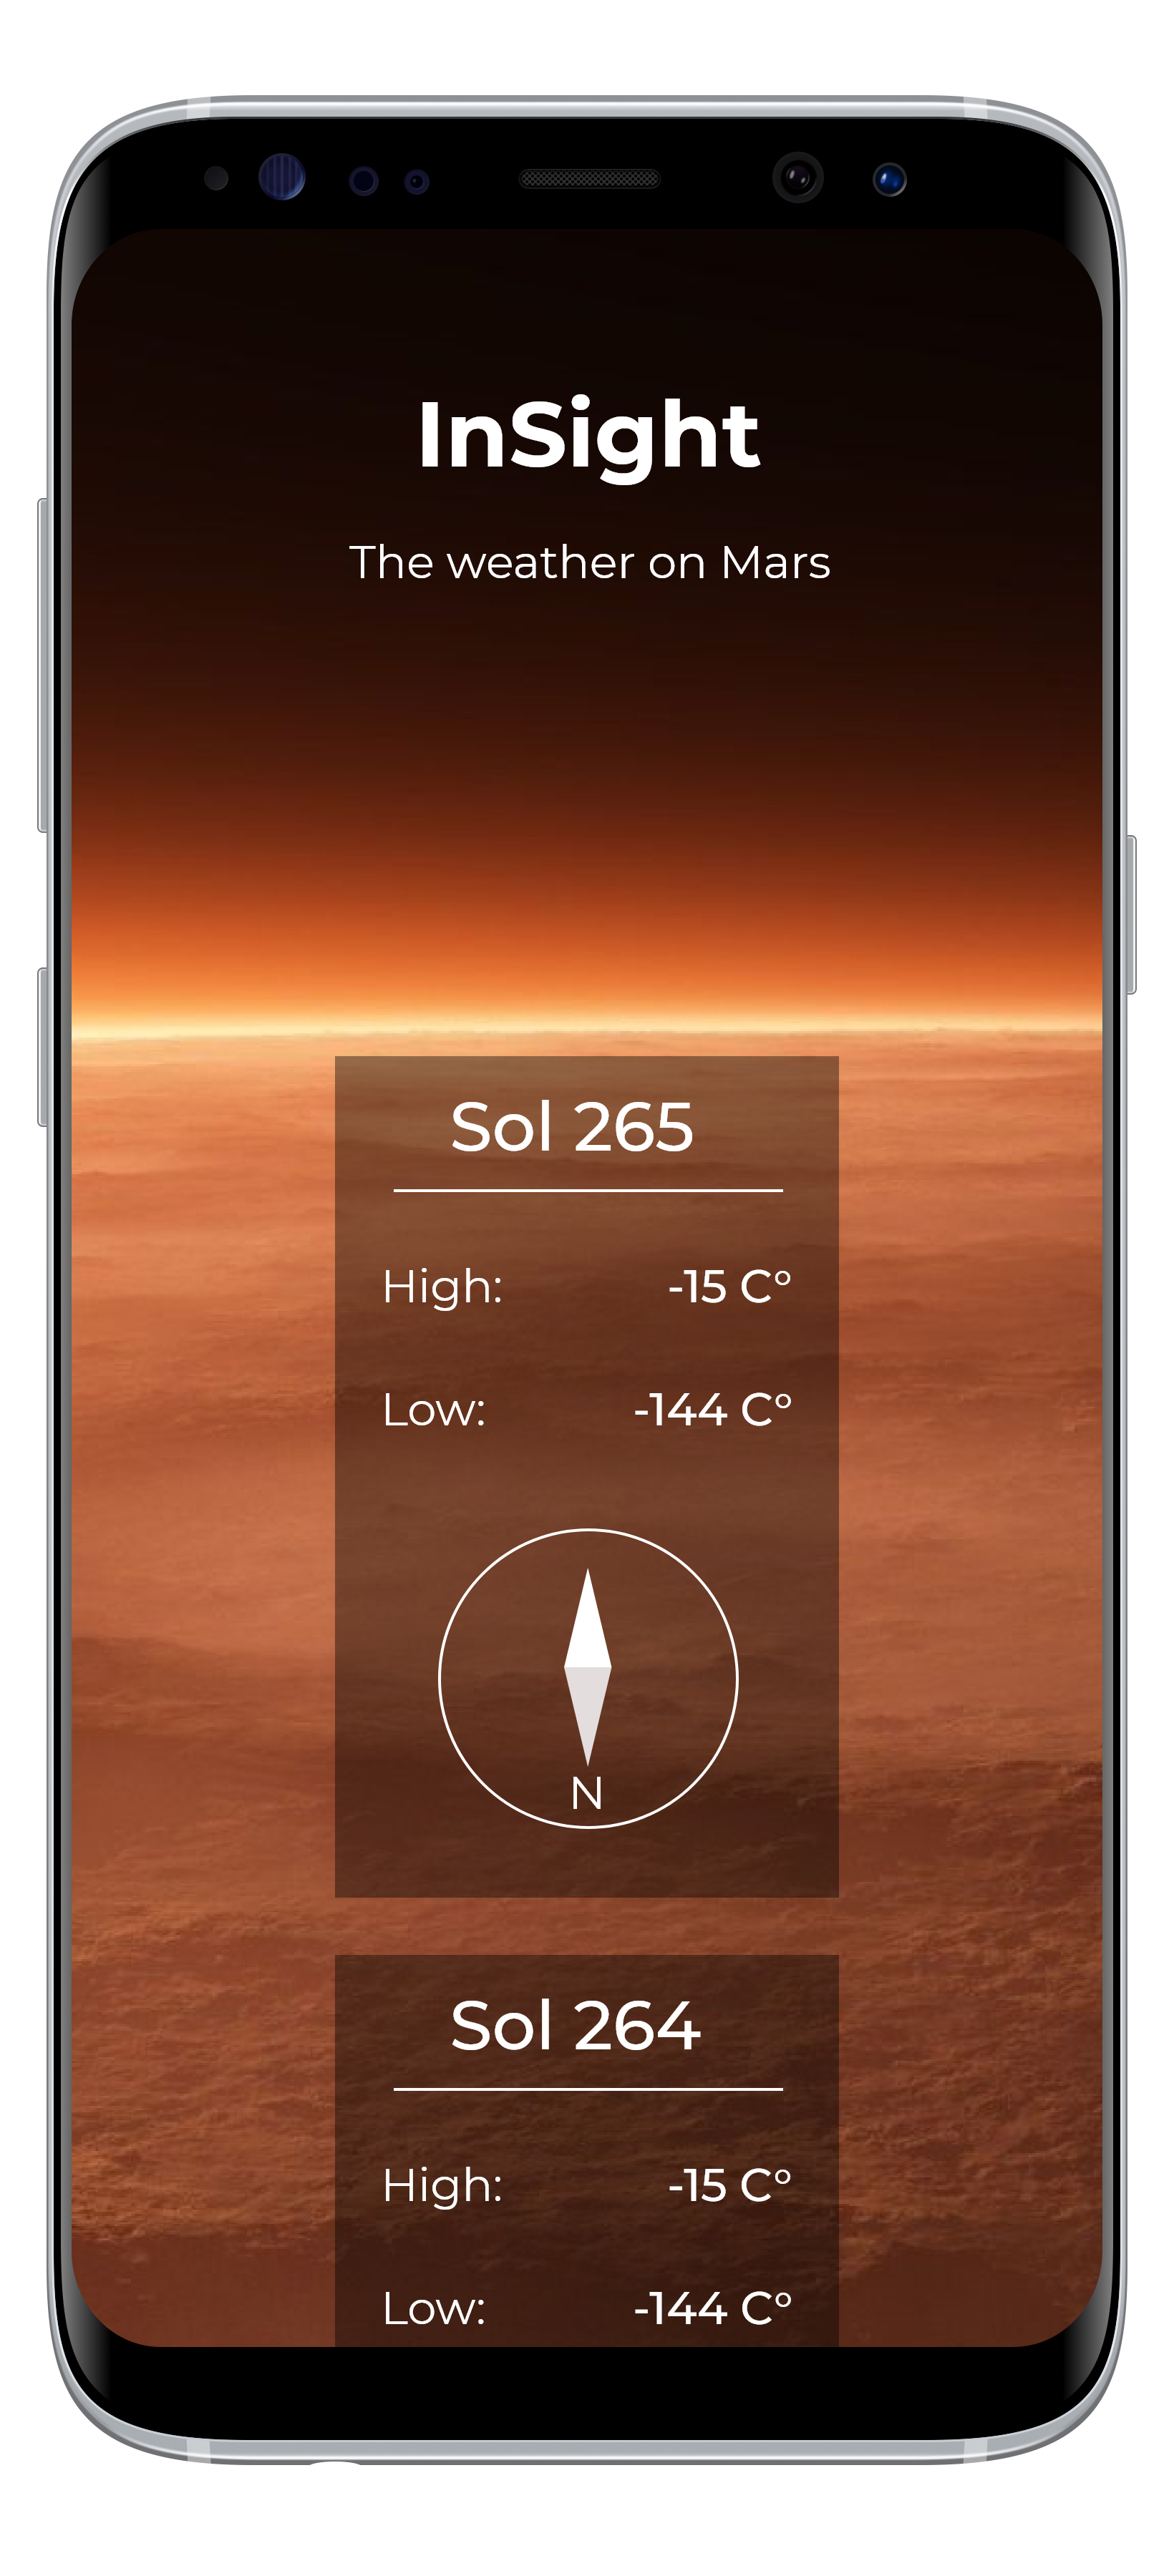 InSight
The weather on Mars
Sol 265
High: -15 C°
Low: -144 C°
N
Sol 264
High: -15 C°
Low: -144 C°